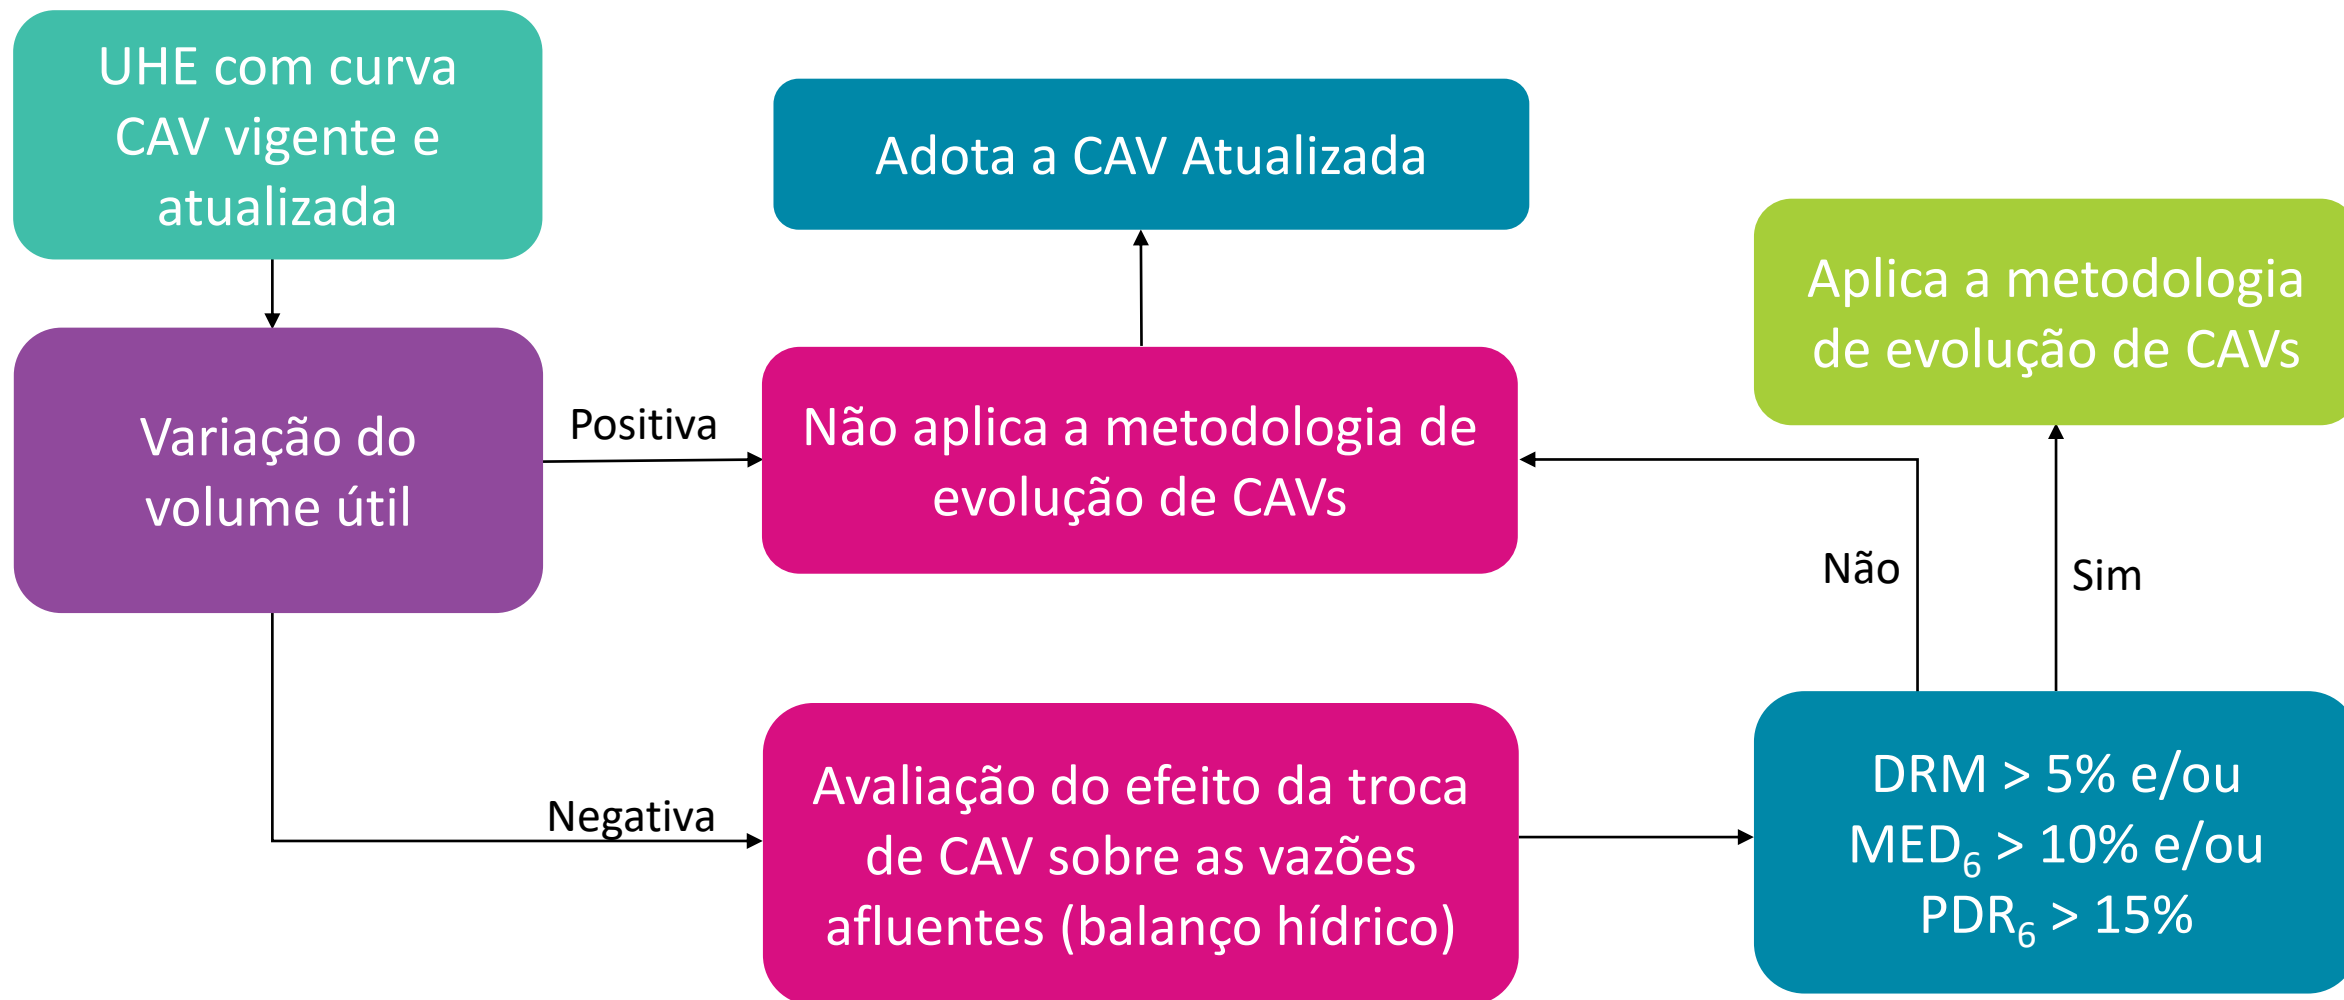 UHE com curva
CAV vigente e
atualizada
Adota a CAV Atualizada
Aplica a metodologia
de evolução de CAVs
Variação do
volume útil
Positiva
Não aplica a metodologia de
evolução de CAVs
Não
Sim
Negativa
Avaliação do efeito da troca
de CAV sobre as vazões
afluentes (balanço hídrico)
DRM > 5% e/ou
MED₆ > 10% e/ou
PDR₆ > 15%